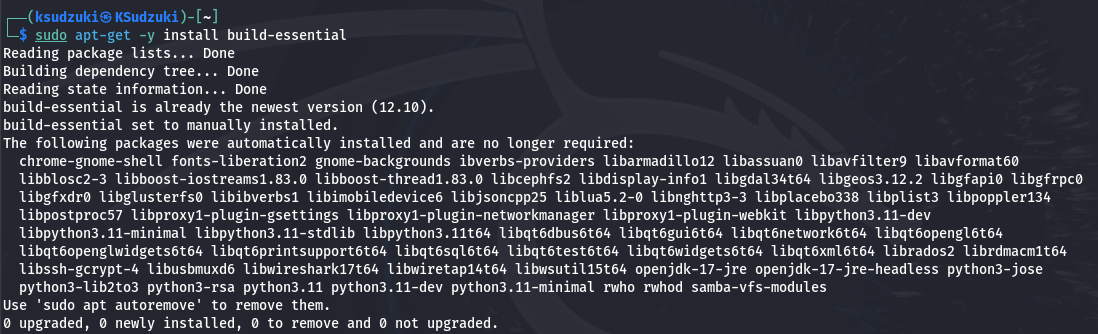 ┌──(ksudzuki㉿KSudzuki)-[~]
└─$ sudo apt-get -y install build-essential
Reading package lists... Done
Building dependency tree... Done
Reading state information... Done
build-essential is already the newest version (12.10).
build-essential set to manually installed.
The following packages were automatically installed and are no longer required:
  chrome-gnome-shell fonts-liberation2 gnome-backgrounds ibverbs-providers libarmadillo12 libassuan0 libavfilter9 libavformat60
  libblosc2-3 libboost-iostreams1.83.0 libboost-thread1.83.0 libcephfs2 libdisplay-info1 libgdal34t64 libgeos3.12.2 libgfapi0 libgfrpc0
  libgfxdr0 libglusterfs0 libibverbs1 libimobiledevice6 libjsoncpp25 liblua5.2-0 libnghttp3-3 libplacebo338 libplist3 libpoppler134
  libpostproc57 libproxy1-plugin-gsettings libproxy1-plugin-networkmanager libproxy1-plugin-webkit libpython3.11-dev
  libpython3.11-minimal libpython3.11-stdlib libpython3.11t64 libqt6dbus6t64 libqt6gui6t64 libqt6network6t64 libqt6opengl6t64
  libqt6openglwidgets6t64 libqt6printsupport6t64 libqt6sql6t64 libqt6test6t64 libqt6widgets6t64 libqt6xml6t64 librados2 librdmacm1t64
  libssh-gcrypt-4 libusbmuxd6 libwireshark17t64 libwiretap14t64 libwsutil15t64 openjdk-17-jre openjdk-17-jre-headless python3-jose
  python3-lib2to3 python3-rsa python3.11 python3.11-dev python3.11-minimal rwho rwhod samba-vfs-modules
Use 'sudo apt autoremove' to remove them.
0 upgraded, 0 newly installed, 0 to remove and 0 not upgraded.